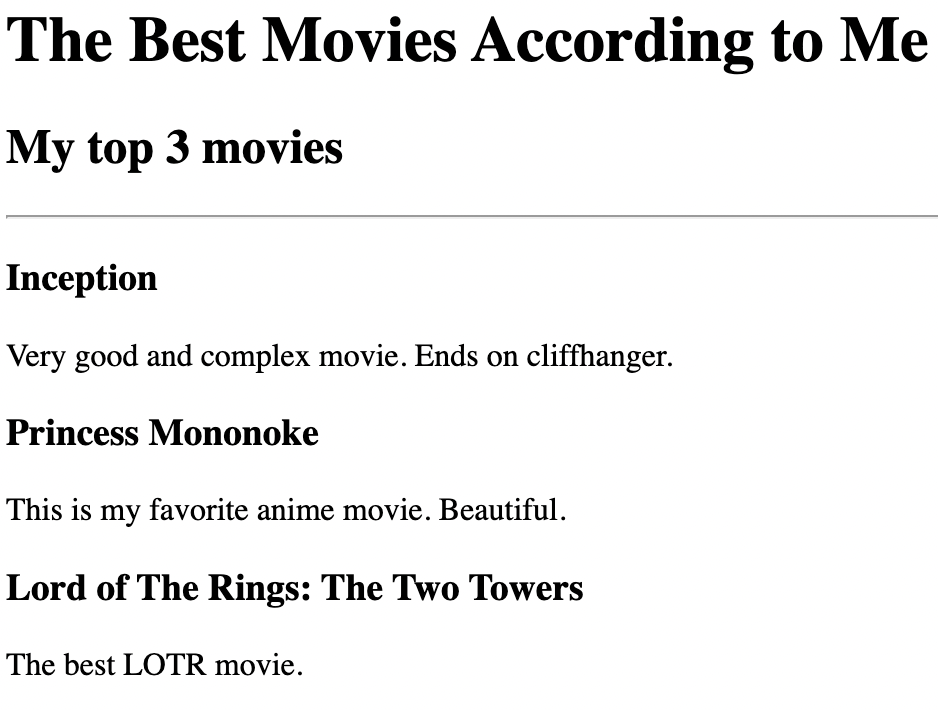 The Best Movies According to Me
My top 3 movies
Inception
Very good and complex movie. Ends on cliffhanger.
Princess Mononoke
This is my favorite anime movie. Beautiful.
Lord of The Rings: The Two Towers
The best LOTR movie.